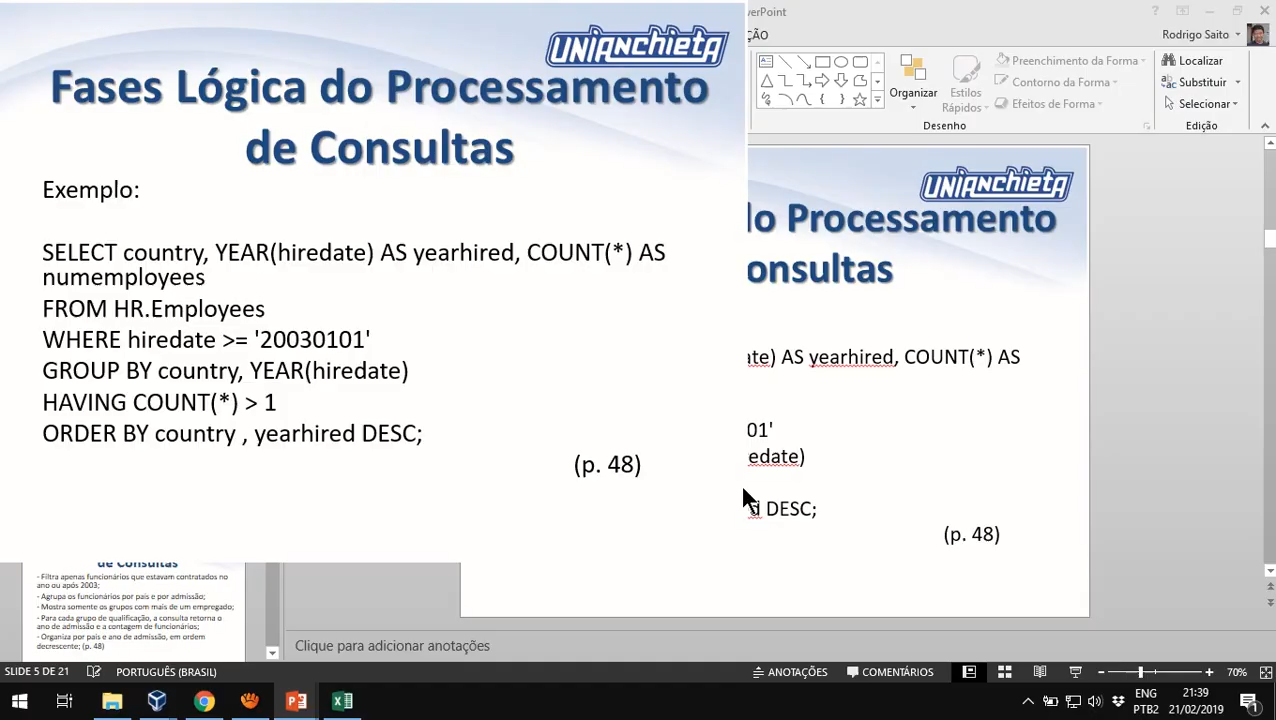 UNIANCHIETA
Fases Lógica do Processamento
de Consultas
Exemplo:
SELECT country, YEAR(hiredate) AS yearhired, COUNT(*) AS
numemployees
FROM HR.Employees
WHERE hiredate >= '20030101'
GROUP BY country, YEAR(hiredate)
HAVING COUNT(*) > 1
ORDER BY country , yearhired DESC;
(p. 48)
PowerPoint
ÇÃO
Rodrigo Saito
Organizar
Estilos
Rápidos
Preenchimento da Forma
Contorno da Forma
Efeitos de Forma
Desenho
Localizar
Substituir
Selecionar
Edição
UNIANCHIETA
do Processamento
onsultas
ate) AS yearhired, COUNT(*) AS
01'
edate)
d DESC;
(p. 48)
de Consultas
- Filtra apenas funcionários que estavam contratados no
ano ou após 2003;
- Agrupa os funcionários por país e por admissão;
- Mostra somente os grupos com mais de um empregado;
- Para cada grupo de qualificação, a consulta retorna o
ano de admissão e a contagem de funcionários;
- Organiza por país e ano de admissão, em ordem
decrescente; (p. 48)
Clique para adicionar anotações
SLIDE 5 DE 21
PORTUGUÊS (BRASIL)
ANOTAÇÕES
COMENTÁRIOS
70%
ENG
PTB2
21:39
21/02/2019
1